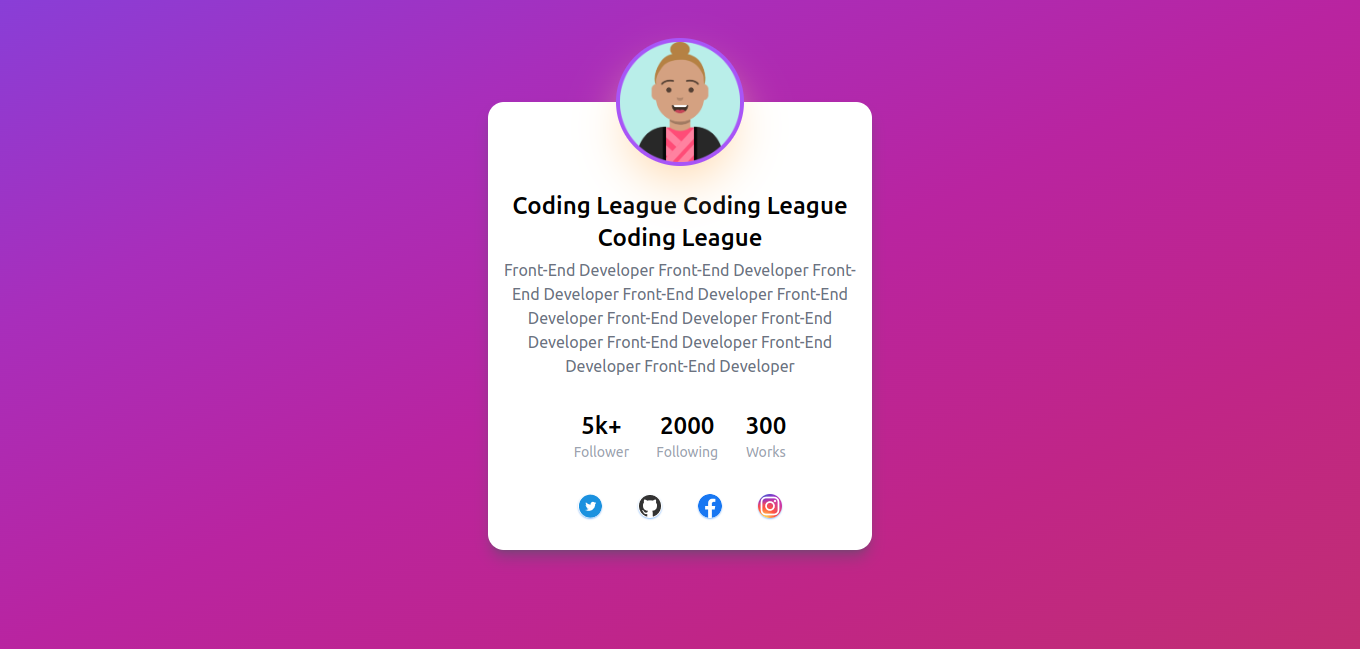 Coding League Coding League
Coding League
Front-End Developer Front-End Developer Front-
End Developer Front-End Developer Front-End
Developer Front-End Developer Front-End
Developer Front-End Developer Front-End
Developer Front-End Developer
5k+ 2000 300
Follower Following Works